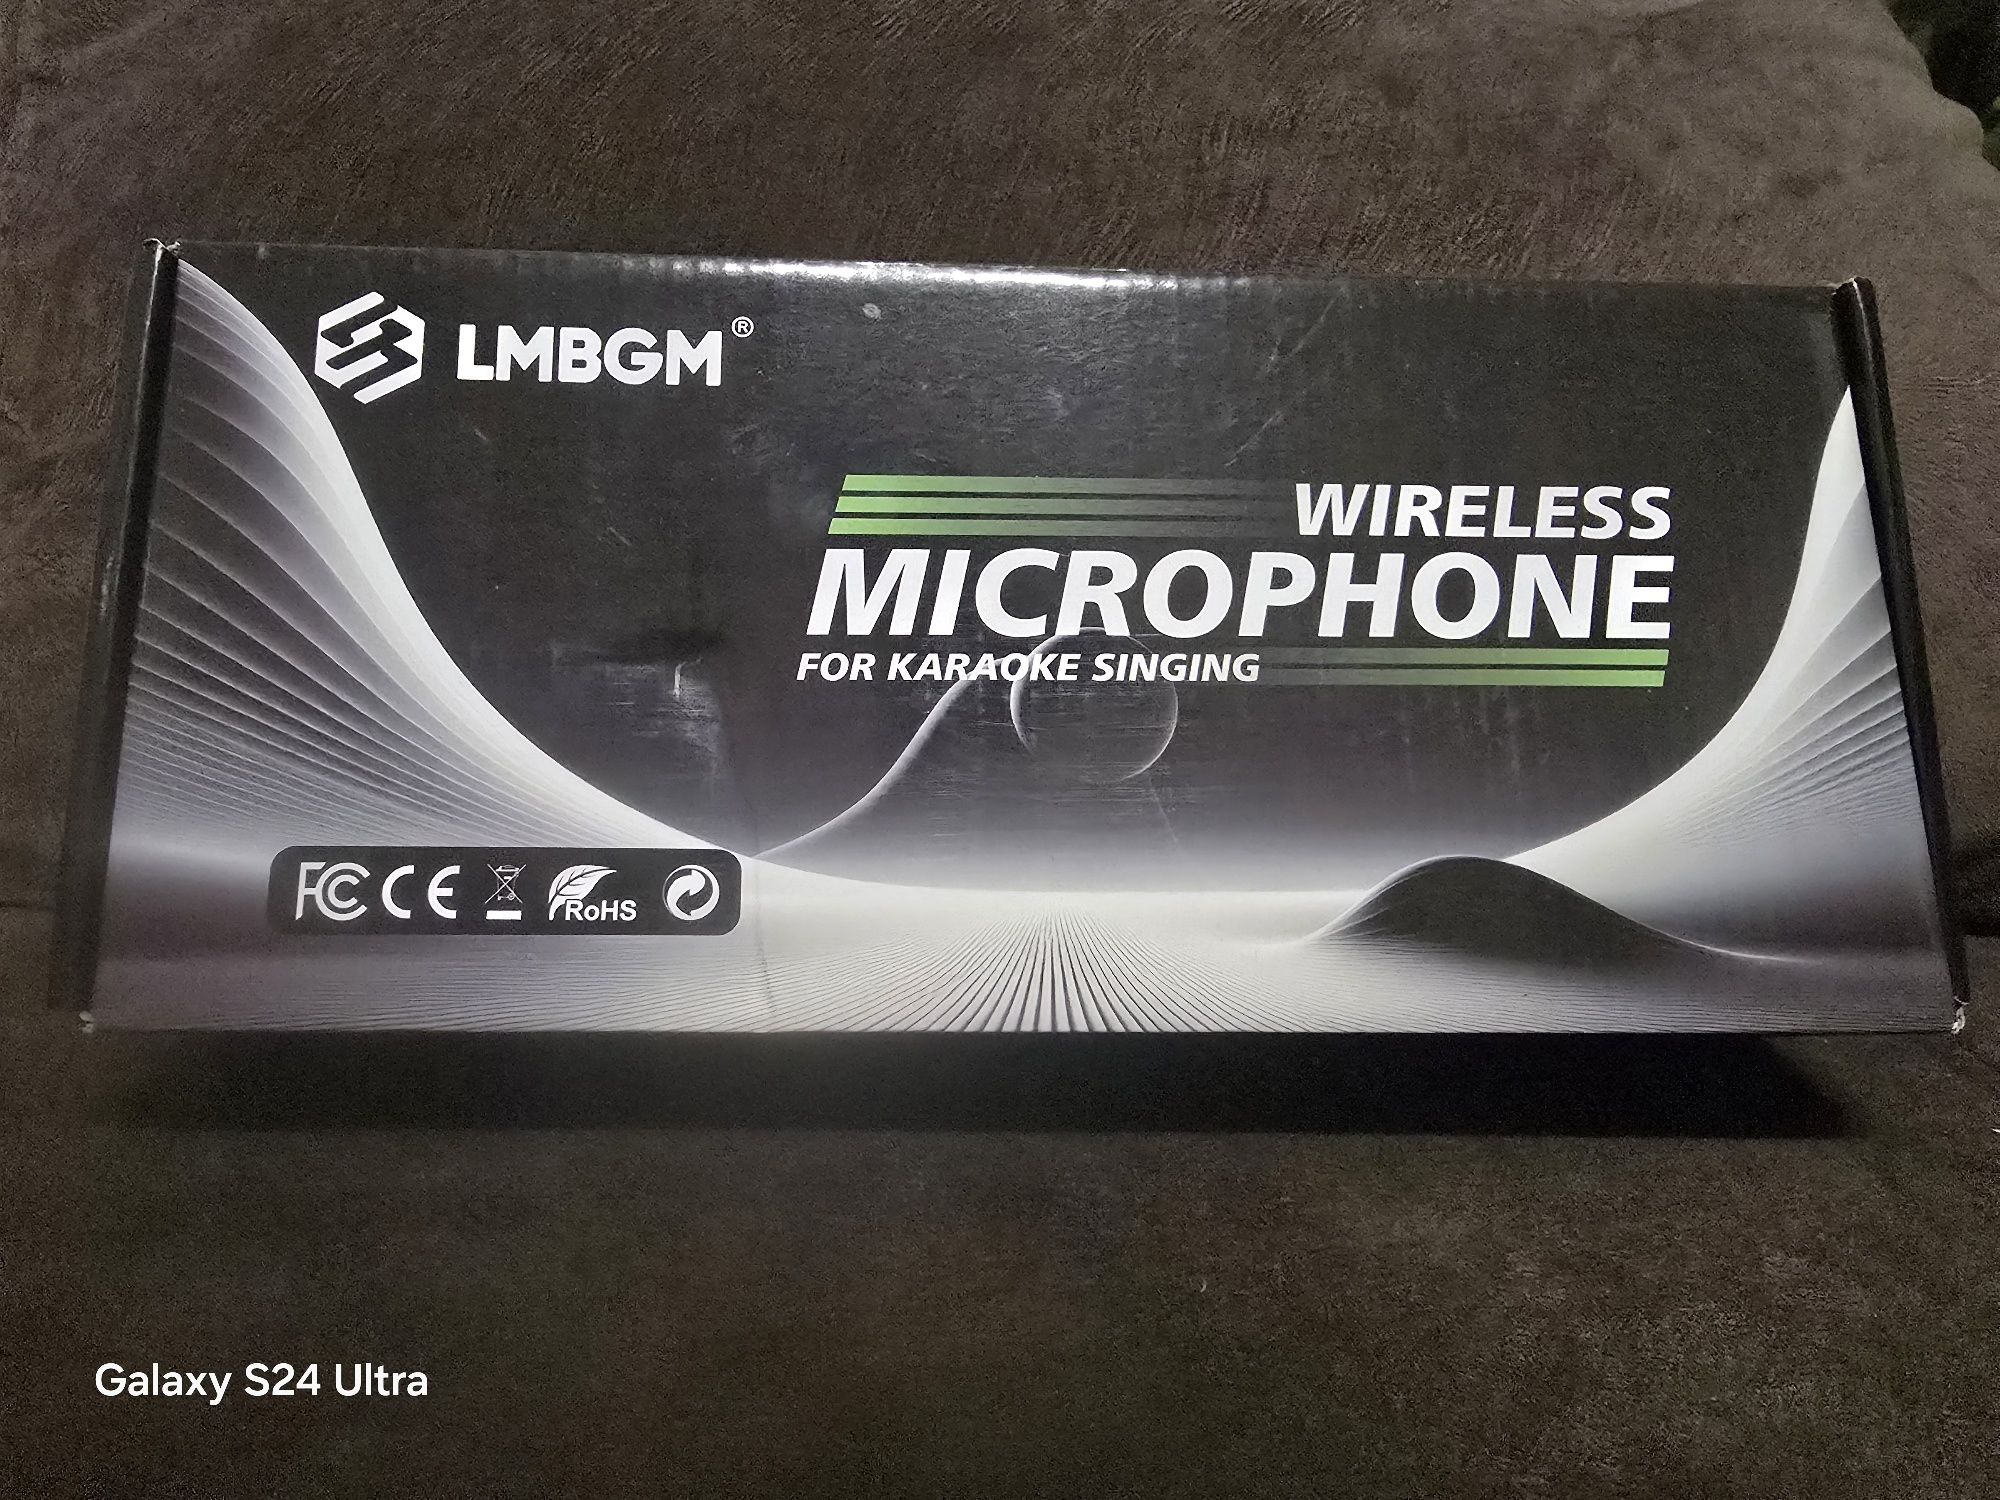 LMBGM®
WIRELESS
MICROPHONE
FOR KARAOKE SINGING
FC CE RoHS
Galaxy S24 Ultra